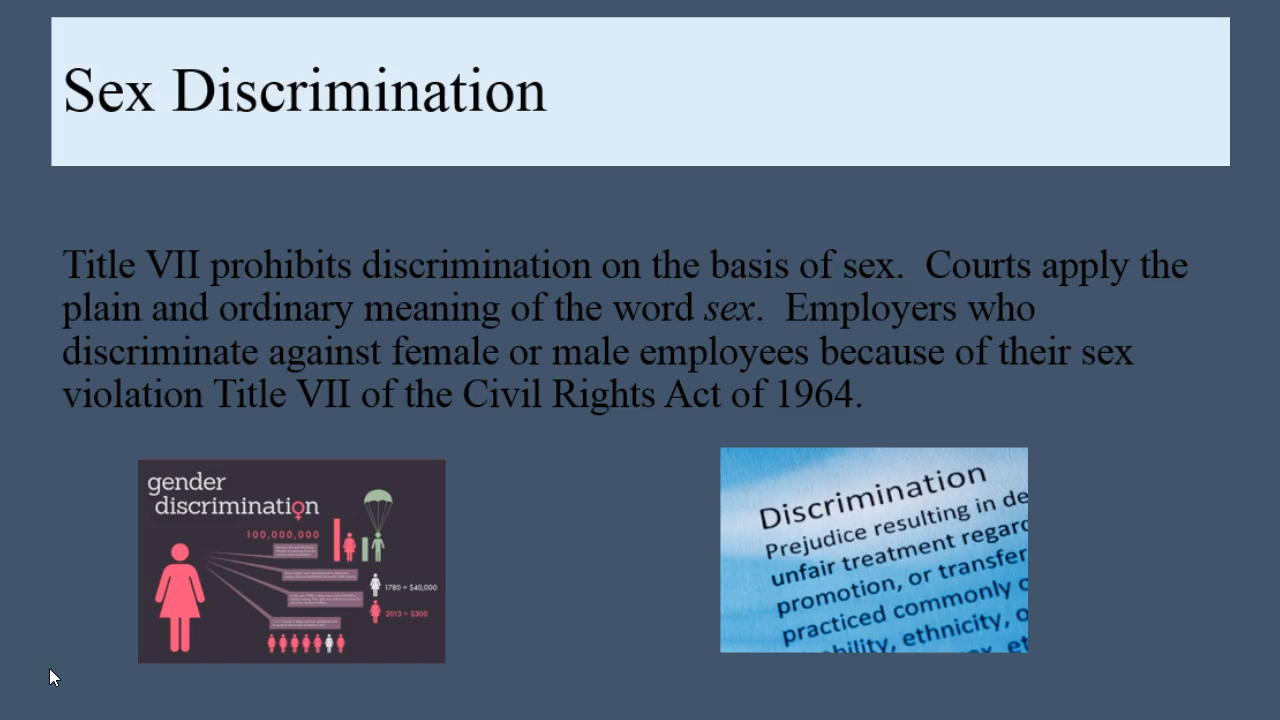 Sex Discrimination
Title VII prohibits discrimination on the basis of sex.  Courts apply the
plain and ordinary meaning of the word sex.  Employers who
discriminate against female or male employees because of their sex
violation Title VII of the Civil Rights Act of 1964.
gender
discrimination
100,000,000
1780 = $40,000
2013 = $300
Discrimination
Prejudice resulting in de
unfair treatment regard
promotion, or transfer
practiced commonly
ability, ethnicity,